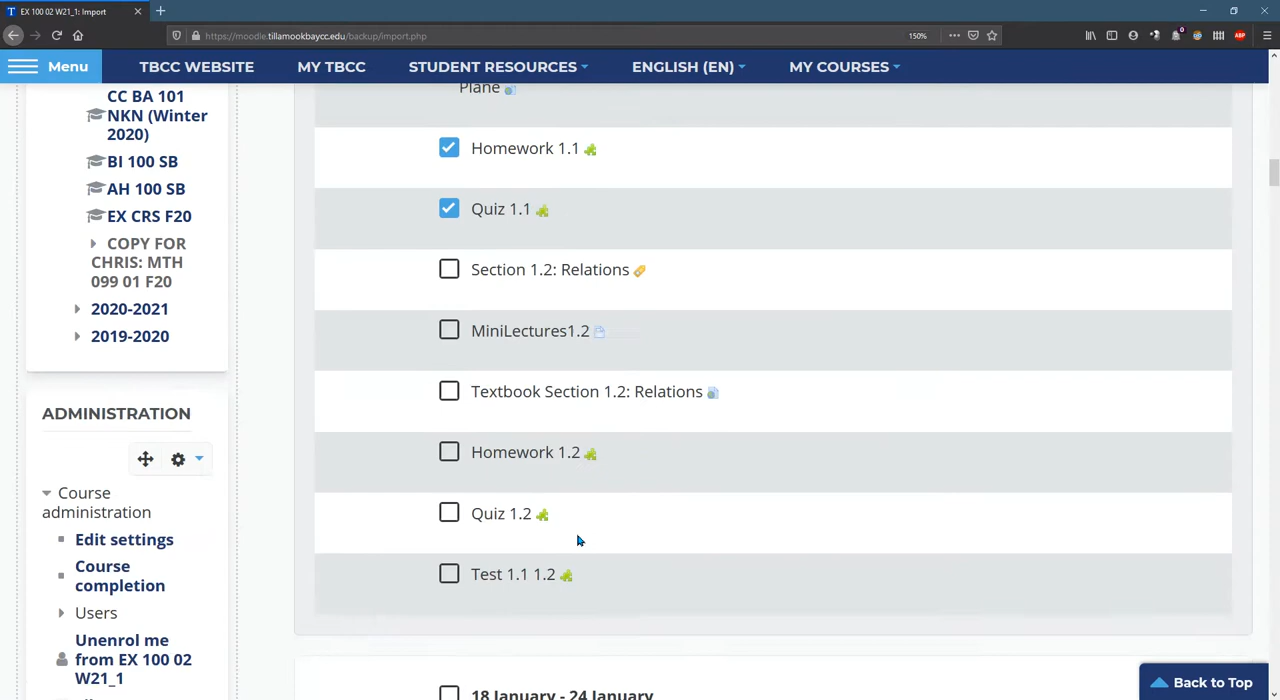 EX 100 02 W21_1: Import
https://moodle.tillamookbaycc.edu/backup/import.php
150%
0
ABP
Menu
TBCC WEBSITE
MY TBCC
STUDENT RESOURCES
ENGLISH (EN)
MY COURSES
CC BA 101
NKN (Winter
2020)
BI 100 SB
AH 100 SB
EX CRS F20
COPY FOR
CHRIS: MTH
099 01 F20
2020-2021
2019-2020
ADMINISTRATION
Course
administration
Edit settings
Course
completion
Users
Unenrol me
from EX 100 02
W21_1
Plane
Homework 1.1
Quiz 1.1
Section 1.2: Relations
MiniLectures1.2
Textbook Section 1.2: Relations
Homework 1.2
Quiz 1.2
Test 1.1 1.2
18 January - 24 January
Back to Top